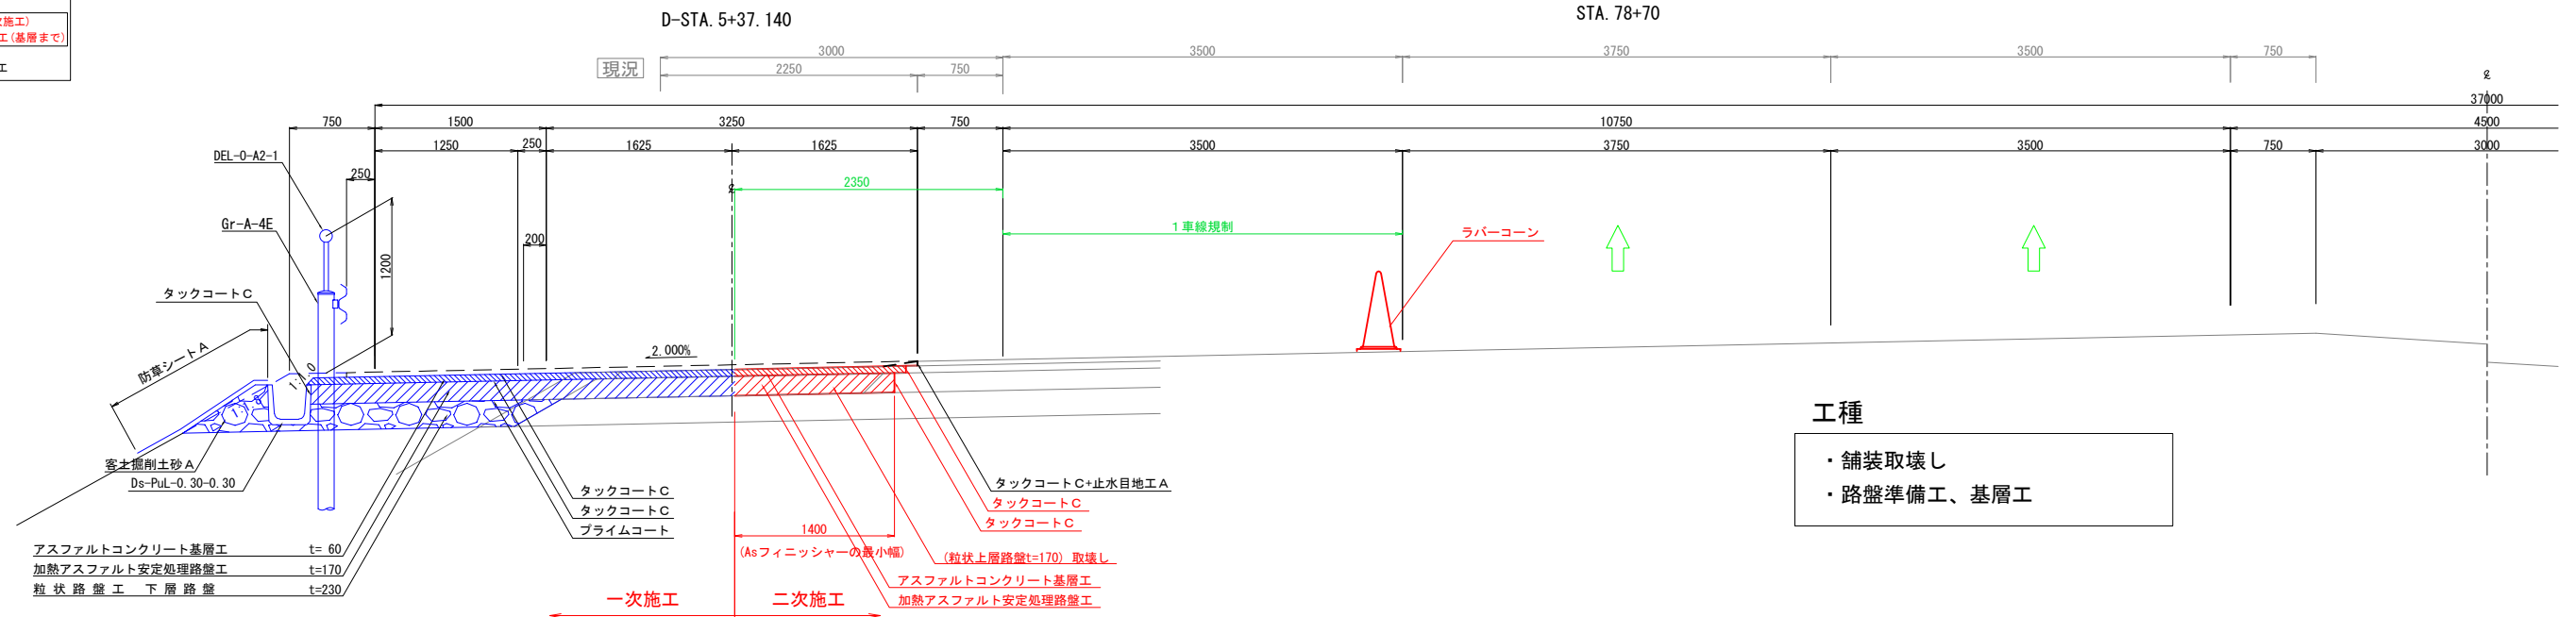 施工)
工(基層まで)
工
D-STA.5+37.140
STA.78+70
現況
3000
3500
3750
3500
750
2250
750
℄
37000
750
1500
3250
750
10750
4500
1250
250
1625
1625
3500
3750
3500
750
3000
DEL-O-A2-1
250
℄
2350
Gr-A-4E
200
1200
1車線規制
ラバーコーン
タックコートC
防草シートA
1:1.0
1:1.8
2.000%
工種
・舗装取壊し
・路盤準備工、基層工
客土掘削土砂A
Ds-PuL-0.30-0.30
タックコートC
タックコートC
プライムコート
タックコートC+止水目地工A
タックコートC
タックコートC
1400
(Asフィニッシャーの最小幅)
(粒状上層路盤t=170) 取壊し
アスファルトコンクリート基層工
加熱アスファルト安定処理路盤工
アスファルトコンクリート基層工 t= 60
加熱アスファルト安定処理路盤工 t=170
粒状路盤工 下層路盤 t=230
一次施工
二次施工